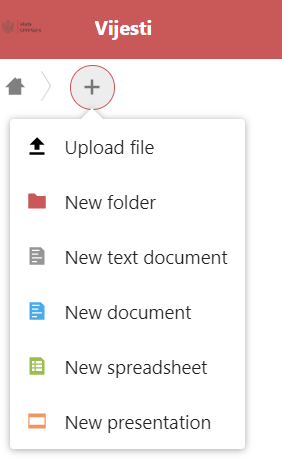 Vijesti
Upload file
New folder
New text document
New document
New spreadsheet
New presentation